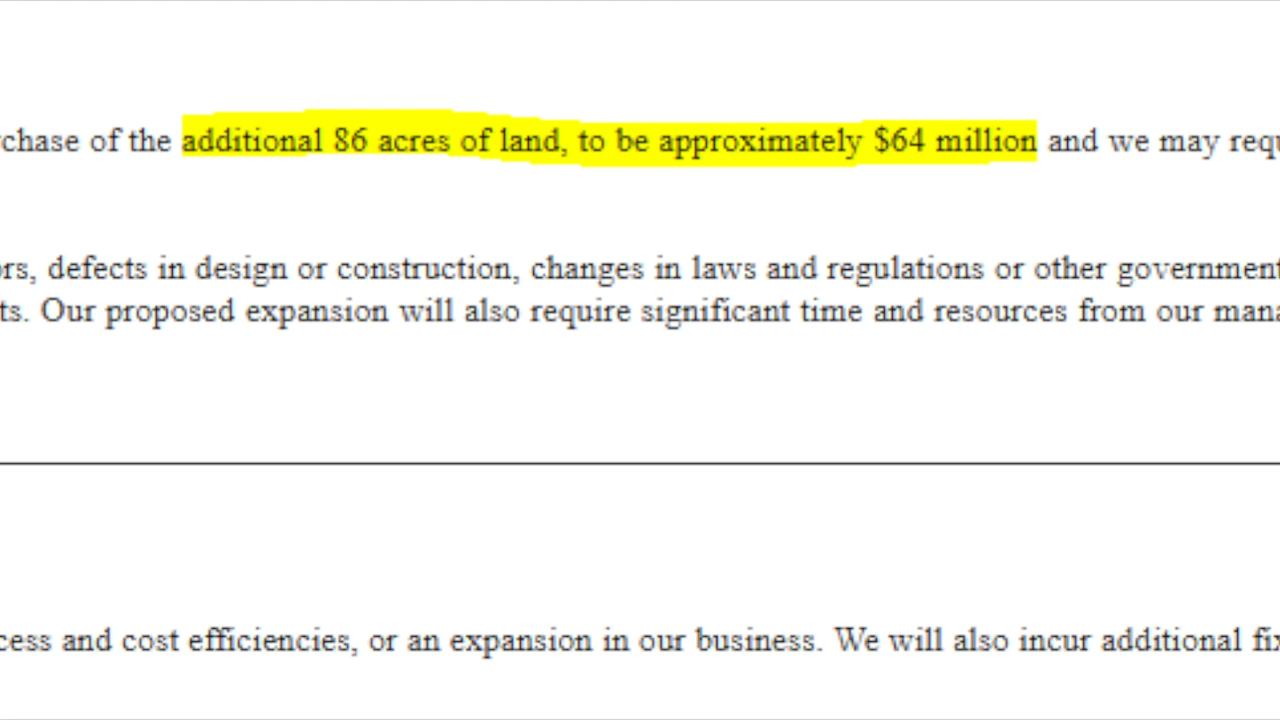 chase of the additional 86 acres of land, to be approximately $64 million and we may requ
rs, defects in design or construction, changes in laws and regulations or other government
ts. Our proposed expansion will also require significant time and resources from our mana
cess and cost efficiencies, or an expansion in our business. We will also incur additional fix